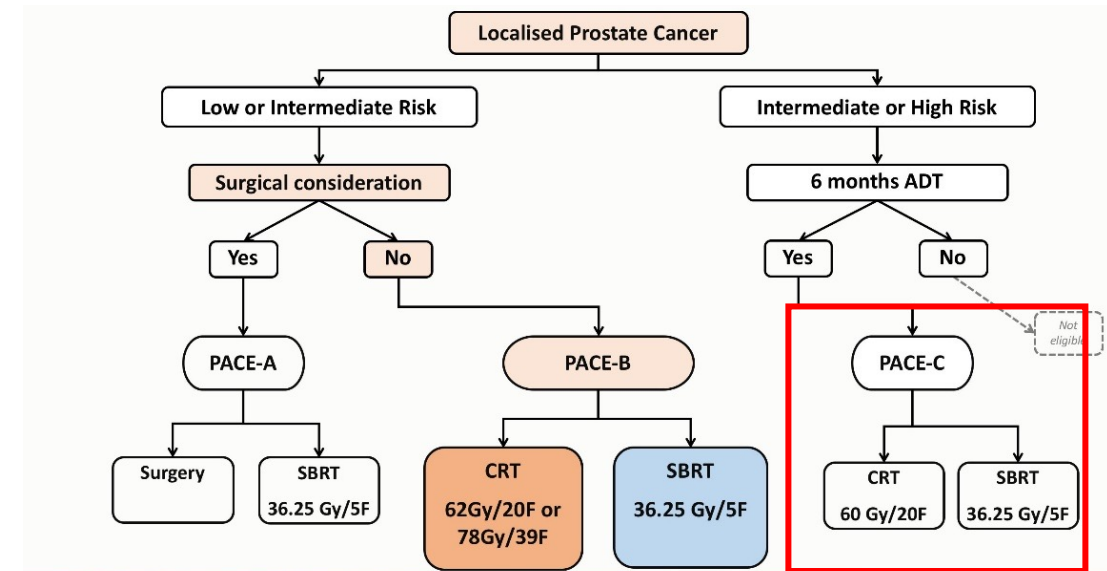 Localised Prostate Cancer
Low or Intermediate Risk
Intermediate or High Risk
Surgical consideration
6 months ADT
Yes
No
Yes
No
Not
eligible
PACE-A
PACE-B
PACE-C
Surgery
SBRT
36.25 Gy/5F
CRT
62Gy/20F or
78Gy/39F
SBRT
36.25 Gy/5F
CRT
60 Gy/20F
SBRT
36.25 Gy/5F